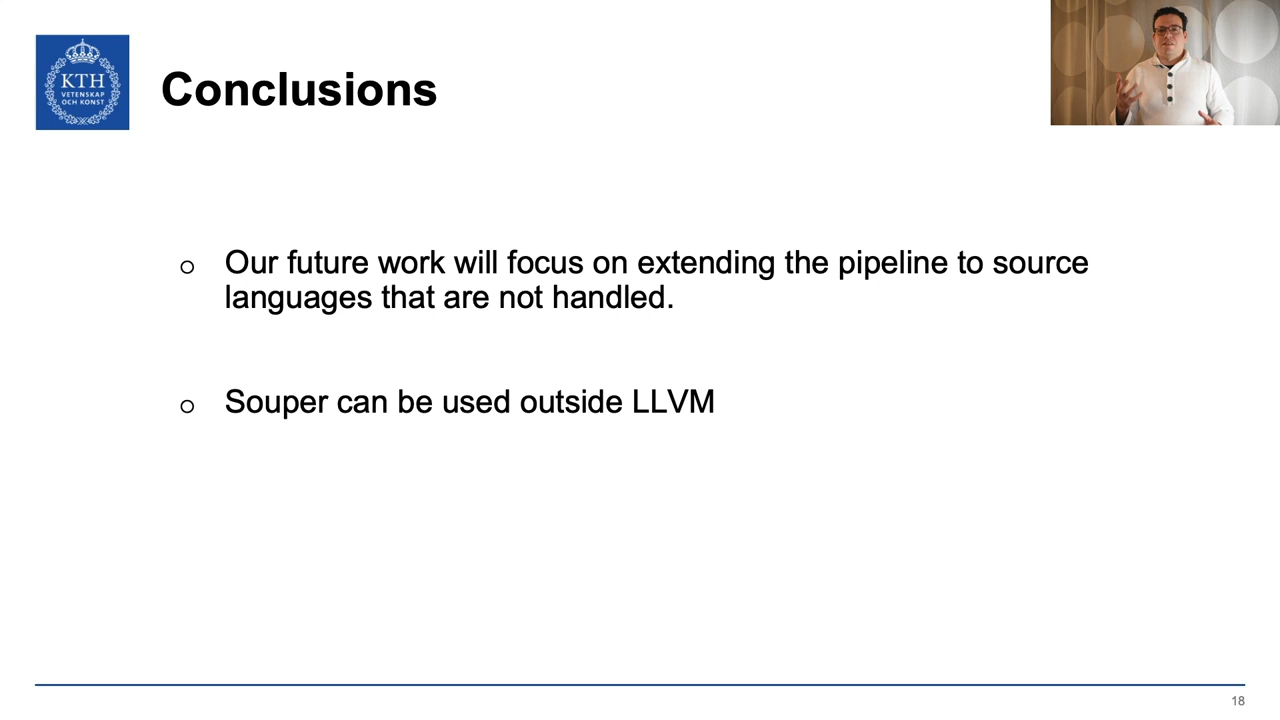 KTH
VETENSKAP
OCH KONST
Conclusions
o Our future work will focus on extending the pipeline to source
languages that are not handled.
o Souper can be used outside LLVM
18